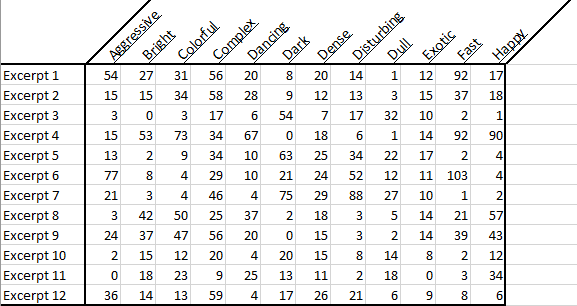 Aggressive Bright Colorful Complex Dancing Dark Dense Disturbing Dull Exotic Fast Happy
Excerpt 1 54 27 31 56 20 8 20 14 1 12 92 17
Excerpt 2 15 15 34 58 28 9 12 13 3 15 37 18
Excerpt 3 3 0 3 17 6 54 7 17 32 10 2 1
Excerpt 4 15 53 73 34 67 0 18 6 1 14 92 90
Excerpt 5 13 2 9 34 10 63 25 34 22 17 2 4
Excerpt 6 77 8 4 29 10 21 24 52 12 11 103 4
Excerpt 7 21 3 4 46 4 75 29 88 27 10 1 2
Excerpt 8 3 42 50 25 37 2 18 3 5 14 21 57
Excerpt 9 24 37 47 56 20 0 15 3 2 14 39 43
Excerpt 10 2 15 12 20 4 20 15 8 14 8 2 12
Excerpt 11 0 18 23 9 25 13 11 2 18 0 3 34
Excerpt 12 36 14 13 59 4 17 26 21 6 9 8 6